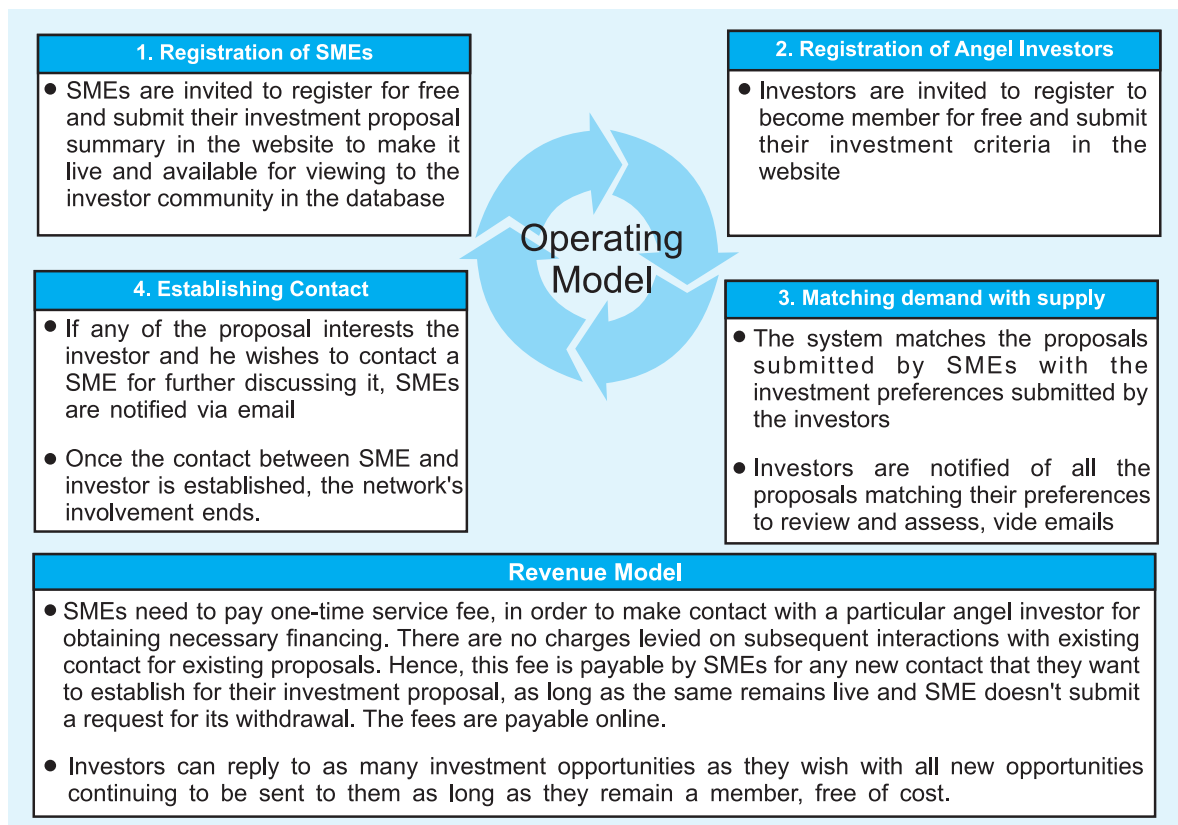 1. Registration of SMEs
● SMEs are invited to register for free
and submit their investment proposal
summary in the website to make it
live and available for viewing to the
investor community in the database
2. Registration of Angel Investors
● Investors are invited to register to
become member for free and submit
their investment criteria in the
website
Operating
Model
3. Matching demand with supply
● The system matches the proposals
submitted by SMEs with the
investment preferences submitted by
the investors
● Investors are notified of all the
proposals matching their preferences
to review and assess, vide emails
4. Establishing Contact
● If any of the proposal interests the
investor and he wishes to contact a
SME for further discussing it, SMEs
are notified via email
● Once the contact between SME and
investor is established, the network's
involvement ends.
Revenue Model
● SMEs need to pay one-time service fee, in order to make contact with a particular angel investor for
obtaining necessary financing. There are no charges levied on subsequent interactions with existing
contact for existing proposals. Hence, this fee is payable by SMEs for any new contact that they want
to establish for their investment proposal, as long as the same remains live and SME doesn't submit
a request for its withdrawal. The fees are payable online.
● Investors can reply to as many investment opportunities as they wish with all new opportunities
continuing to be sent to them as long as they remain a member, free of cost.